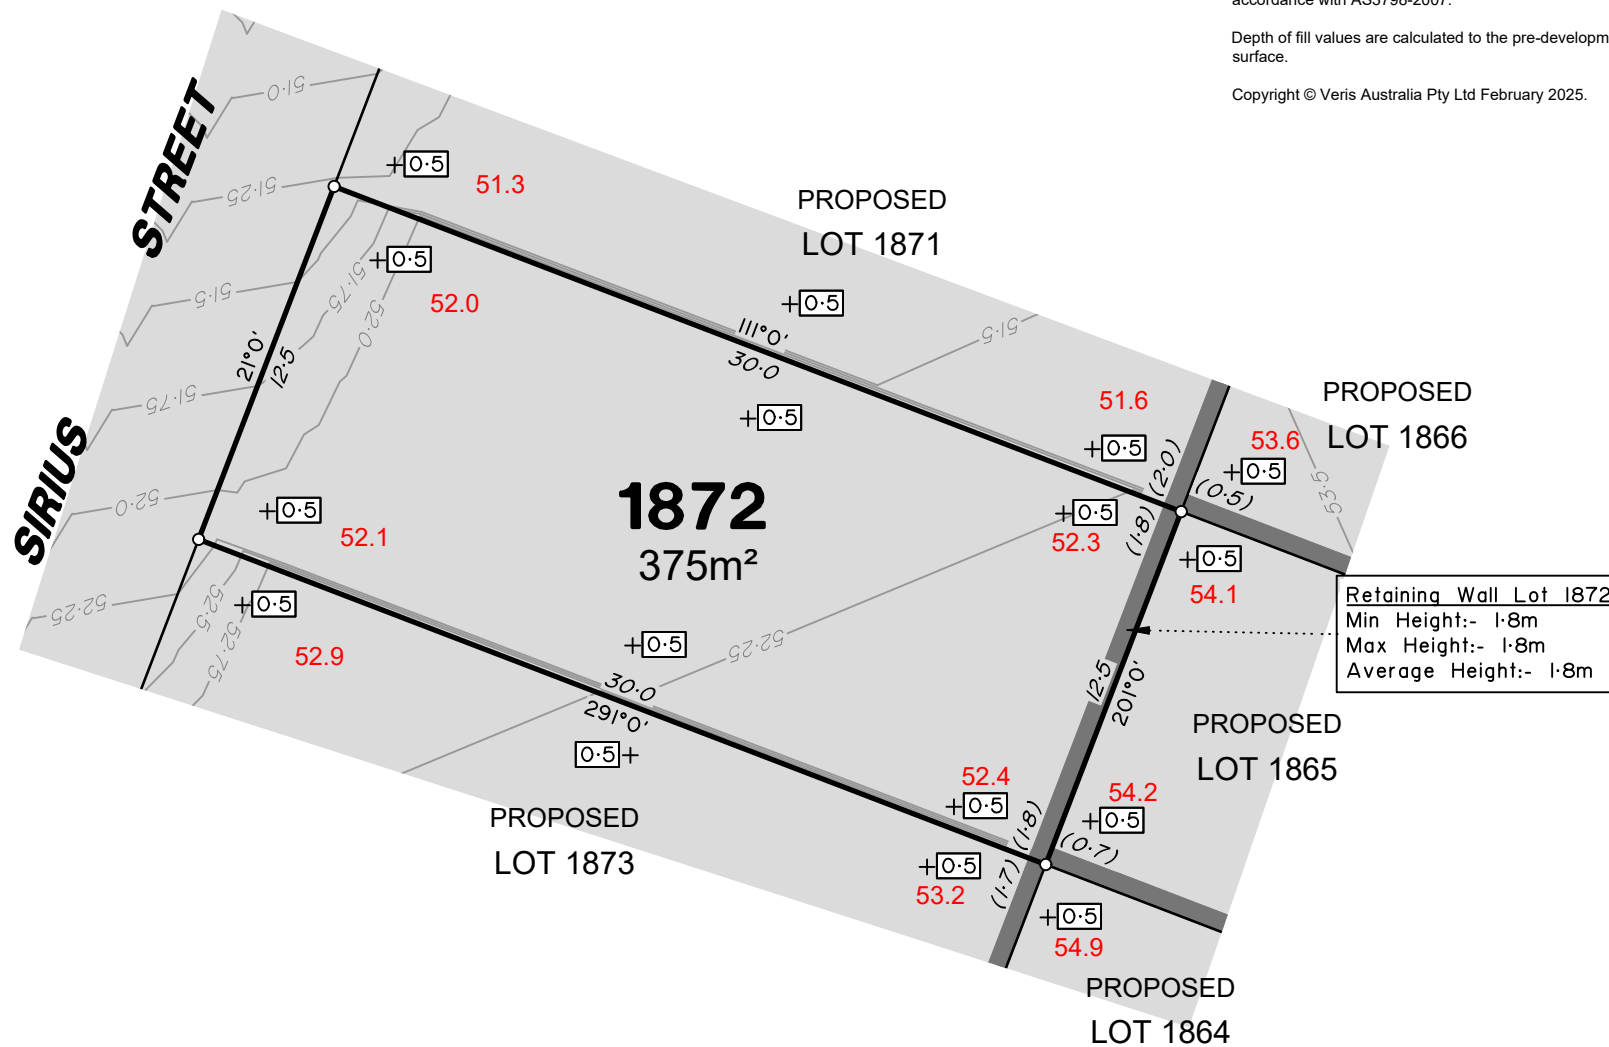 accordance with AS3798-2007.
Depth of fill values are calculated to the pre-developm
surface.
Copyright © Veris Australia Pty Ltd February 2025.
STREET
SIRIUS
51·0
51·25
51·5
51·75
52·0
52·25
0·5
51.3
PROPOSED
LOT 1871
0·5
52.0
51·75
52·0
0·5
111°0'
30·0
51·5
21°0'
12·5
0·5
51.6
0·5
(2·0)
PROPOSED
LOT 1866
53.6
0·5
(0·5)
53·5
1872
375m²
0·5
52.1
0·5
52.3
(1·8)
0·5
54.1
Retaining Wall Lot 1872
Min Height:- 1·8m
Max Height:- 1·8m
Average Height:- 1·8m
0·5
52.9
52·5
52·75
0·5
52·25
30·0
291°0'
0·5
12·5
201°0'
PROPOSED
LOT 1865
52.4
0·5
(1·8)
54.2
0·5
(0·7)
PROPOSED
LOT 1873
0·5
53.2
(1·7)
0·5
54.9
PROPOSED
LOT 1864